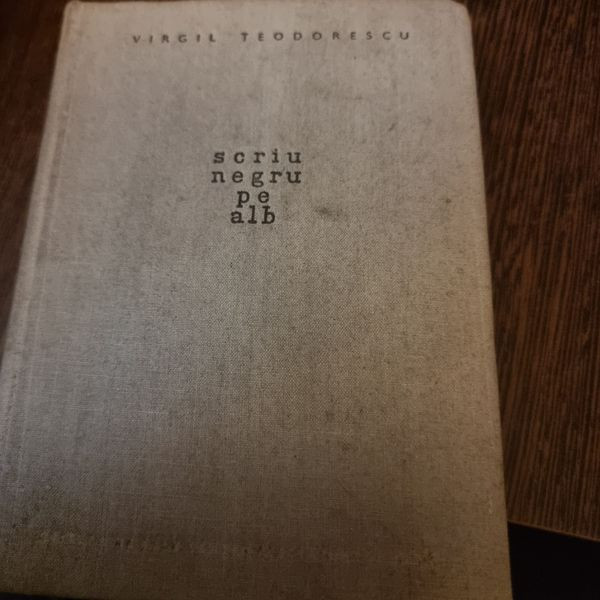 VIRGIL TEODORESCU
scriu
negru
pe
alb